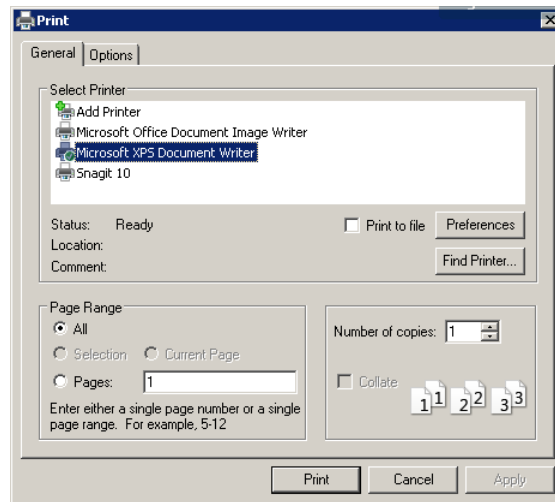 Print
General Options
Select Printer
Add Printer
Microsoft Office Document Image Writer
Microsoft XPS Document Writer
Snagit 10
Status: Ready
Print to file
Preferences
Location:
Comment:
Find Printer...
Page Range
All
Selection Current Page
Pages: 1
Enter either a single page number or a single
page range. For example, 5-12
Number of copies: 1
Collate
1 1 2 2 3 3
Print Cancel Apply